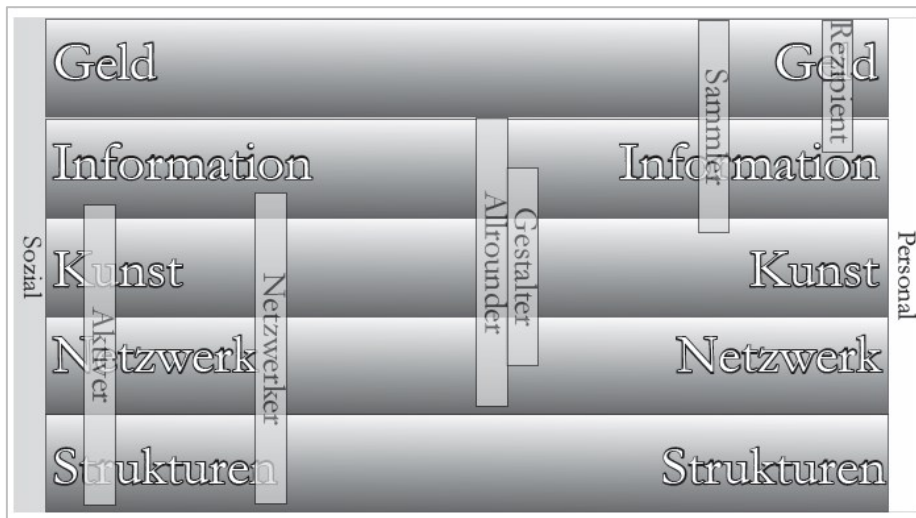 Geld
Geld
Rezipient
Sammler
Information
Information
Allrounder
Gestalter
Sozial
Personal
Kunst
Kunst
Aktiver
Netzwerker
Netzwerk
Netzwerk
Strukturen
Strukturen